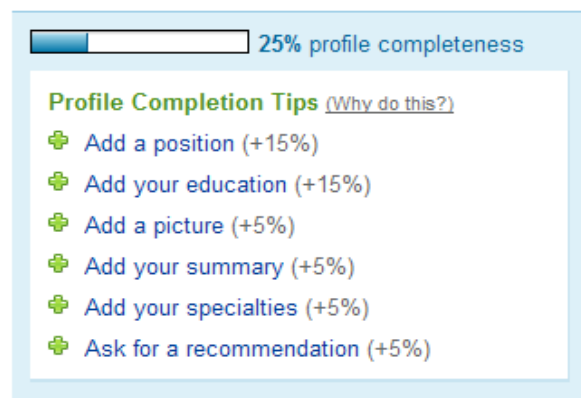 25% profile completeness
Profile Completion Tips (Why do this?)
Add a position (+15%)
Add your education (+15%)
Add a picture (+5%)
Add your summary (+5%)
Add your specialties (+5%)
Ask for a recommendation (+5%)